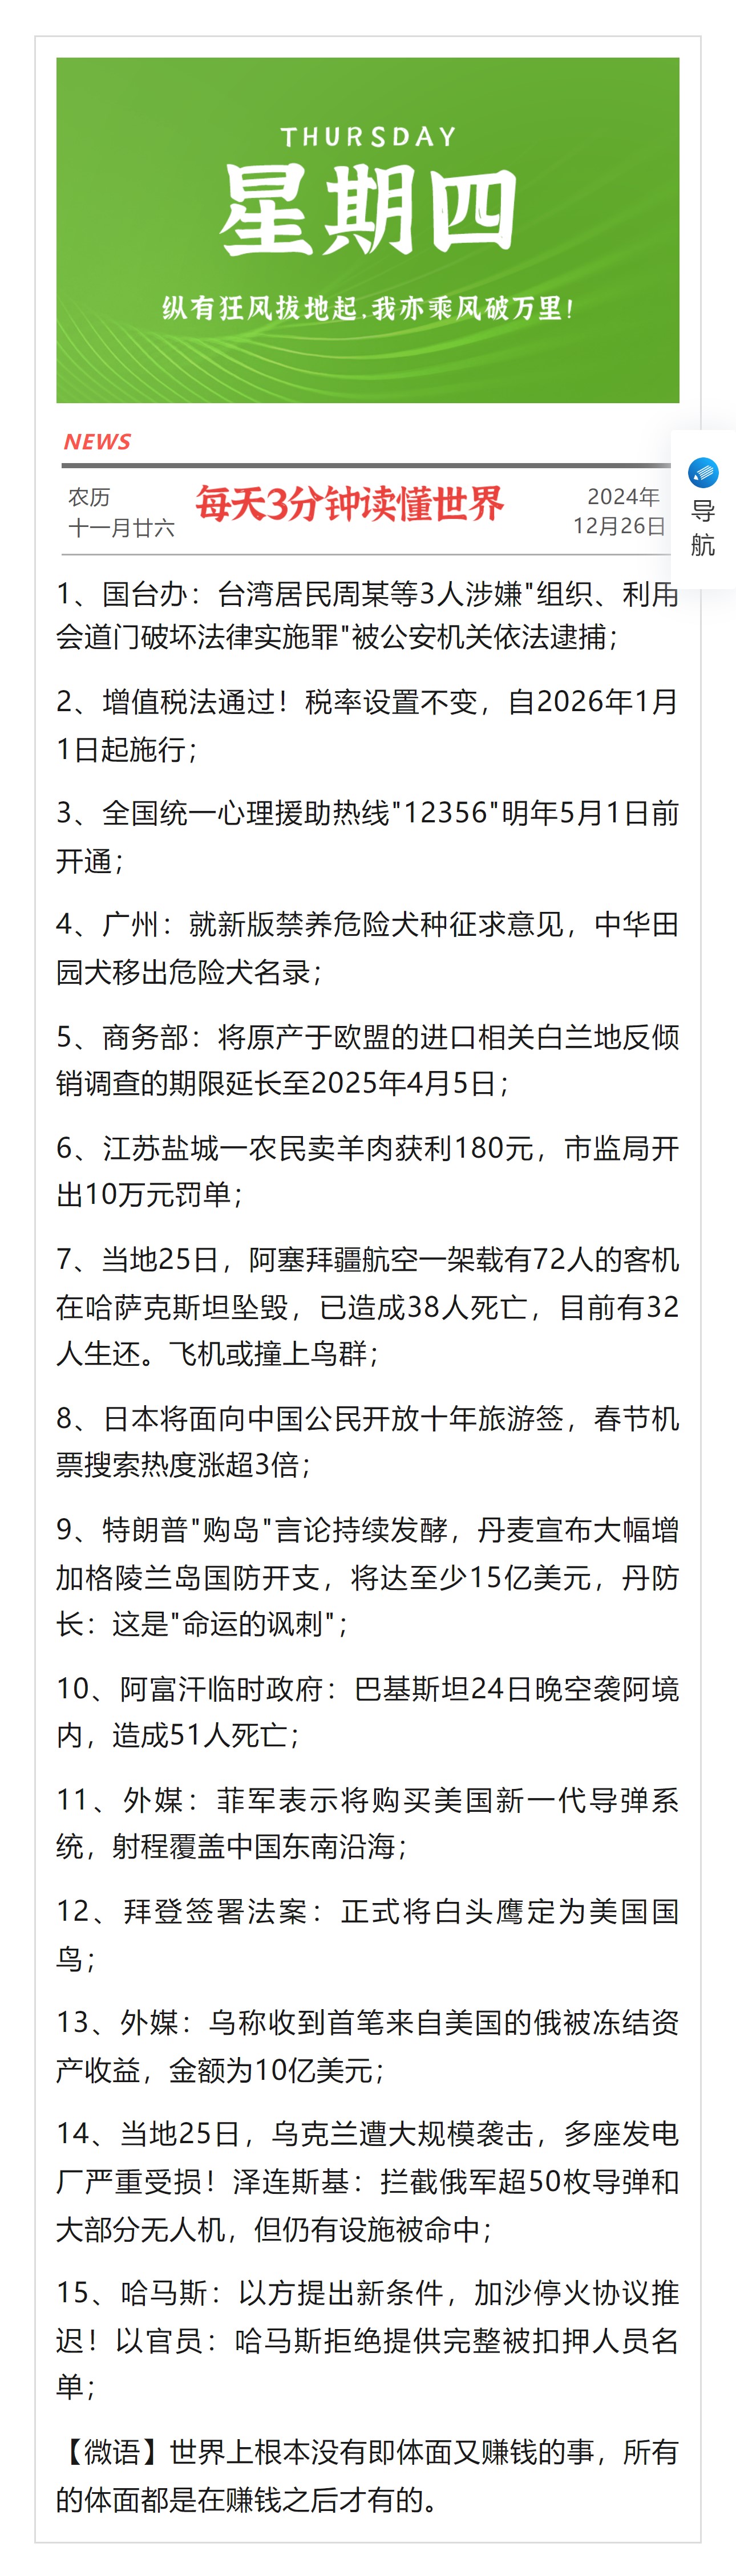 THURSDAY
星期四
纵有狂风拔地起,我亦乘风破万里!
NEWS
农历
十一月廿六
每天3分钟读懂世界
2024年
12月26日
导
航
1、国台办：台湾居民周某等3人涉嫌"组织、利用
会道门破坏法律实施罪"被公安机关依法逮捕；
2、增值税法通过！税率设置不变，自2026年1月
1日起施行；
3、全国统一心理援助热线"12356"明年5月1日前
开通；
4、广州：就新版禁养危险犬种征求意见，中华田
园犬移出危险犬名录；
5、商务部：将原产于欧盟的进口相关白兰地反倾
销调查的期限延长至2025年4月5日；
6、江苏盐城一农民卖羊肉获利180元，市监局开
出10万元罚单；
7、当地25日，阿塞拜疆航空一架载有72人的客机
在哈萨克斯坦坠毁，已造成38人死亡，目前有32
人生还。飞机或撞上鸟群；
8、日本将面向中国公民开放十年旅游签，春节机
票搜索热度涨超3倍；
9、特朗普"购岛"言论持续发酵，丹麦宣布大幅增
加格陵兰岛国防开支，将达至少15亿美元，丹防
长：这是"命运的讽刺"；
10、阿富汗临时政府：巴基斯坦24日晚空袭阿境
内，造成51人死亡；
11、外媒：菲军表示将购买美国新一代导弹系
统，射程覆盖中国东南沿海；
12、拜登签署法案：正式将白头鹰定为美国国
鸟；
13、外媒：乌称收到首笔来自美国的俄被冻结资
产收益，金额为10亿美元；
14、当地25日，乌克兰遭大规模袭击，多座发电
厂严重受损！泽连斯基：拦截俄军超50枚导弹和
大部分无人机，但仍有设施被命中；
15、哈马斯：以方提出新条件，加沙停火协议推
迟！以官员：哈马斯拒绝提供完整被扣押人员名
单；
【微语】世界上根本没有即体面又赚钱的事，所有
的体面都是在赚钱之后才有的。